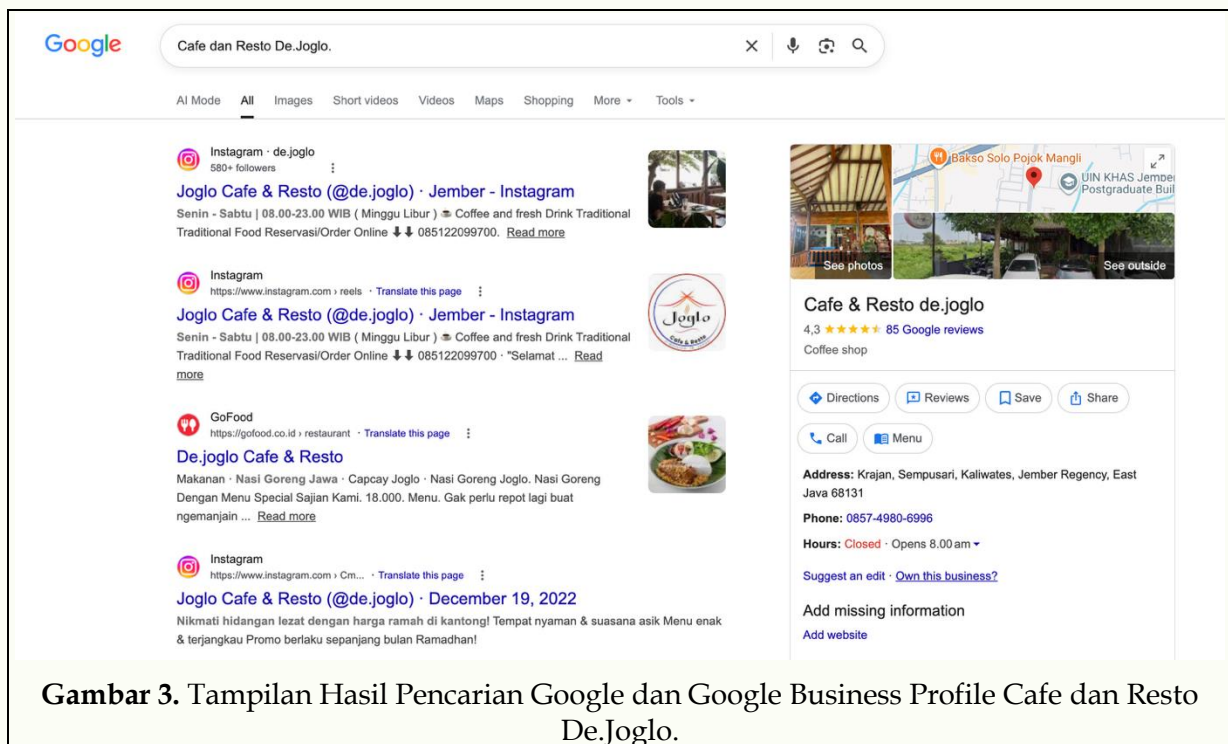 Google
Cafe dan Resto De.Joglo.
AI Mode All Images Short videos Videos Maps Shopping More Tools
Instagram · de.joglo
580+ followers
Joglo Cafe & Resto (@de.joglo) · Jember - Instagram
Senin - Sabtu | 08.00-23.00 WIB ( Minggu Libur ) ☕ Coffee and fresh Drink Traditional
Traditional Food Reservasi/Order Online ⬇⬇ 085122099700. Read more
Instagram
https://www.instagram.com › reels · Translate this page
Joglo Cafe & Resto (@de.joglo) · Jember - Instagram
Senin - Sabtu | 08.00-23.00 WIB ( Minggu Libur ) ☕ Coffee and fresh Drink Traditional
Traditional Food Reservasi/Order Online ⬇⬇ 085122099700 · "Selamat ... Read
more
Joglo
Cafe & Resto
GoFood
https://gofood.co.id › restaurant · Translate this page
De.joglo Cafe & Resto
Makanan · Nasi Goreng Jawa · Capcay Joglo · Nasi Goreng Joglo. Nasi Goreng
Dengan Menu Special Sajian Kami. 18.000. Menu. Gak perlu repot lagi buat
ngemanjain ... Read more
Instagram
https://www.instagram.com › Cm... · Translate this page
Joglo Cafe & Resto (@de.joglo) · December 19, 2022
Nikmati hidangan lezat dengan harga ramah di kantong! Tempat nyaman & suasana asik Menu enak
& terjangkau Promo berlaku sepanjang bulan Ramadhan!
Bakso Solo Pojok Mangli
UIN KHAS Jember
Postgraduate Buil
See photos
See outside
Cafe & Resto de.joglo
4,3 ★★★★★ 85 Google reviews
Coffee shop
Directions Reviews Save Share
Call Menu
Address: Krajan, Sempusari, Kaliwates, Jember Regency, East
Java 68131
Phone: 0857-4980-6996
Hours: Closed · Opens 8.00 am
Suggest an edit · Own this business?
Add missing information
Add website
Gambar 3. Tampilan Hasil Pencarian Google dan Google Business Profile Cafe dan Resto
De.Joglo.